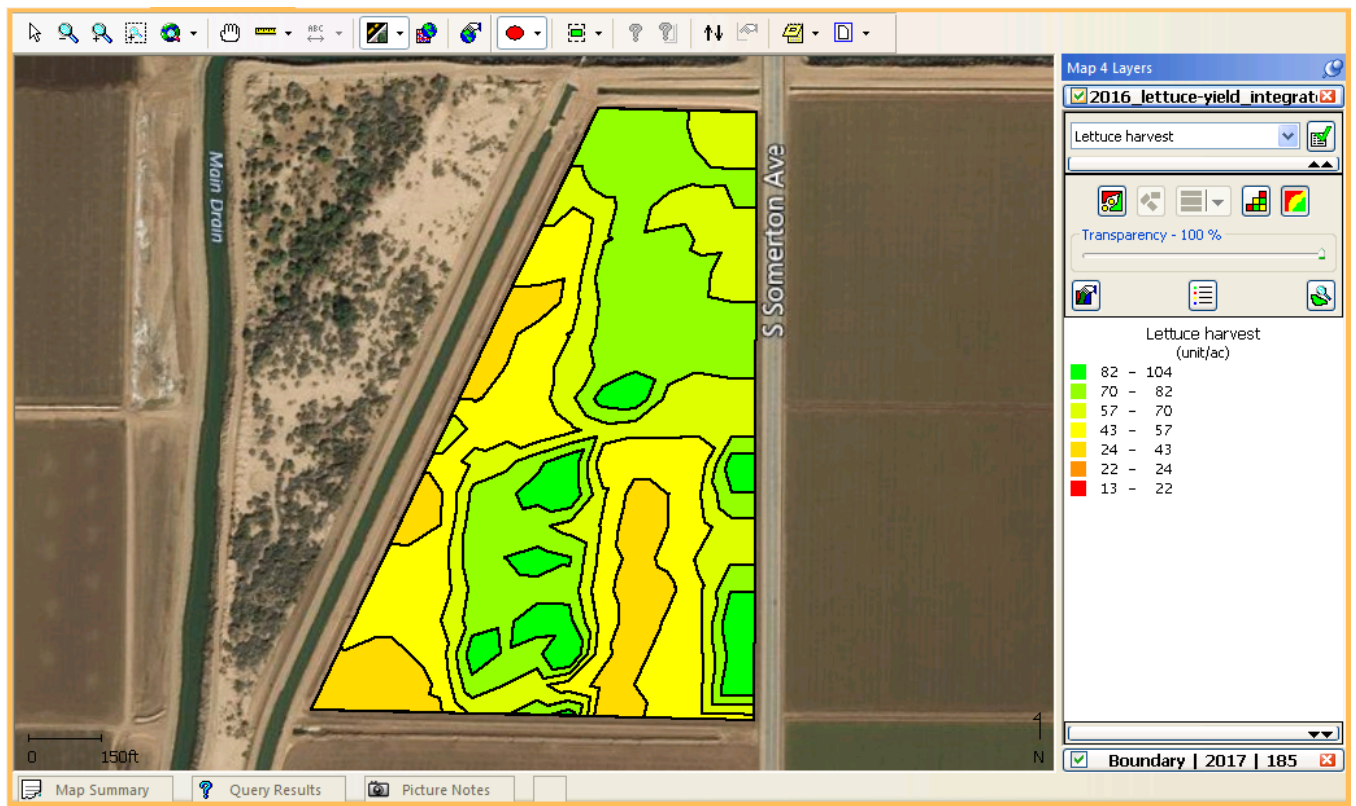 ABC
Map 4 Layers
2016_lettuce-yield_integrat
Lettuce harvest
Transparency - 100 %
Lettuce harvest
(unit/ac)
82 - 104
70 - 82
57 - 70
43 - 57
24 - 43
22 - 24
13 - 22
Main Drain
S Somerton Ave
0 150ft
N
Boundary | 2017 | 185
Map Summary
Query Results
Picture Notes